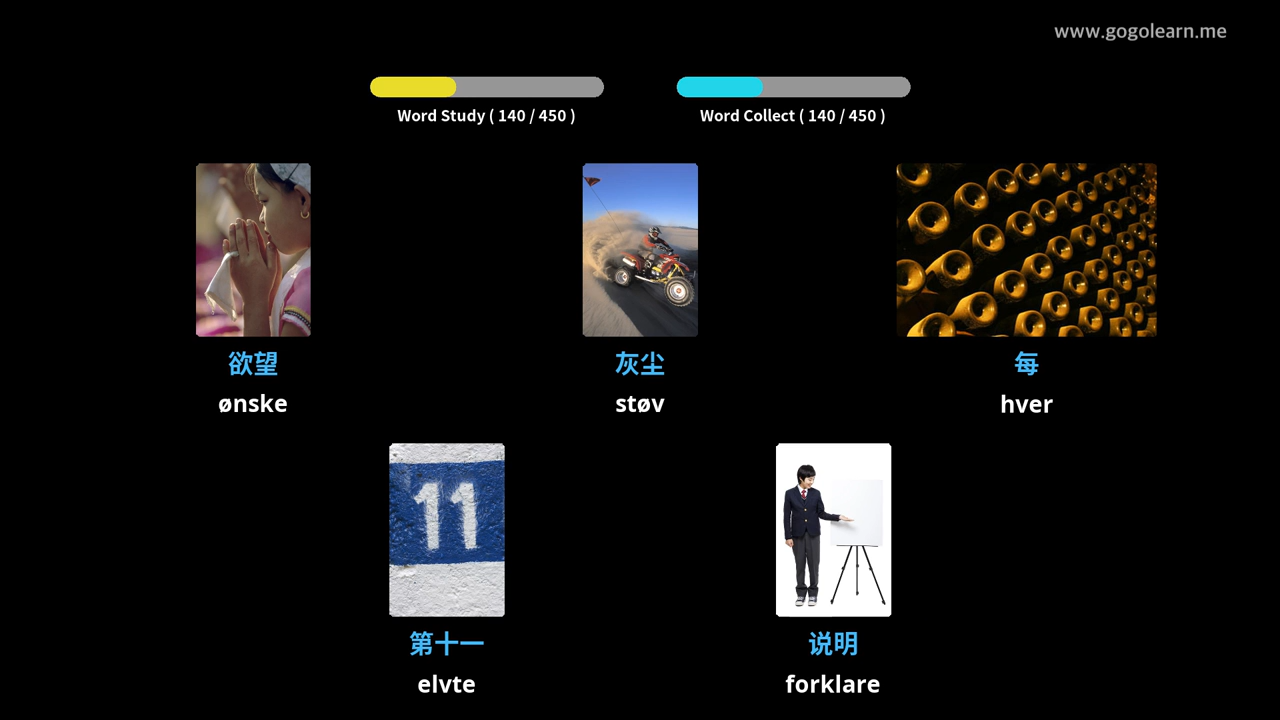 www.gogolearn.me
Word Study ( 140 / 450 )
Word Collect ( 140 / 450 )
欲望
ønske
灰尘
støv
每
hver
11
第十一
elvte
说明
forklare